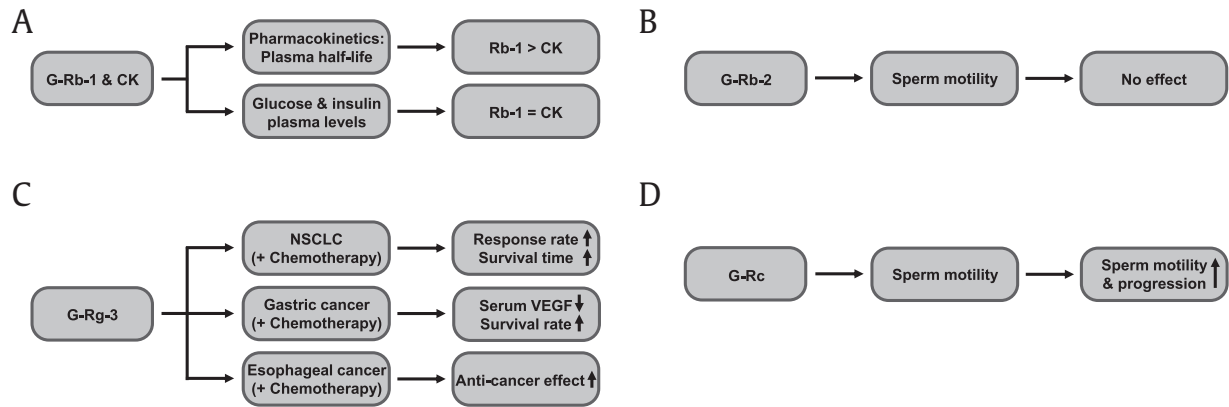 A
G-Rb-1 & CK
Pharmacokinetics:
Plasma half-life
Rb-1 > CK
Glucose & insulin
plasma levels
Rb-1 = CK
B
G-Rb-2
Sperm motility
No effect
C
G-Rg-3
NSCLC
(+ Chemotherapy)
Response rate
Survival time
Gastric cancer
(+ Chemotherapy)
Serum VEGF
Survival rate
Esophageal cancer
(+ Chemotherapy)
Anti-cancer effect
D
G-Rc
Sperm motility
Sperm motility
& progression